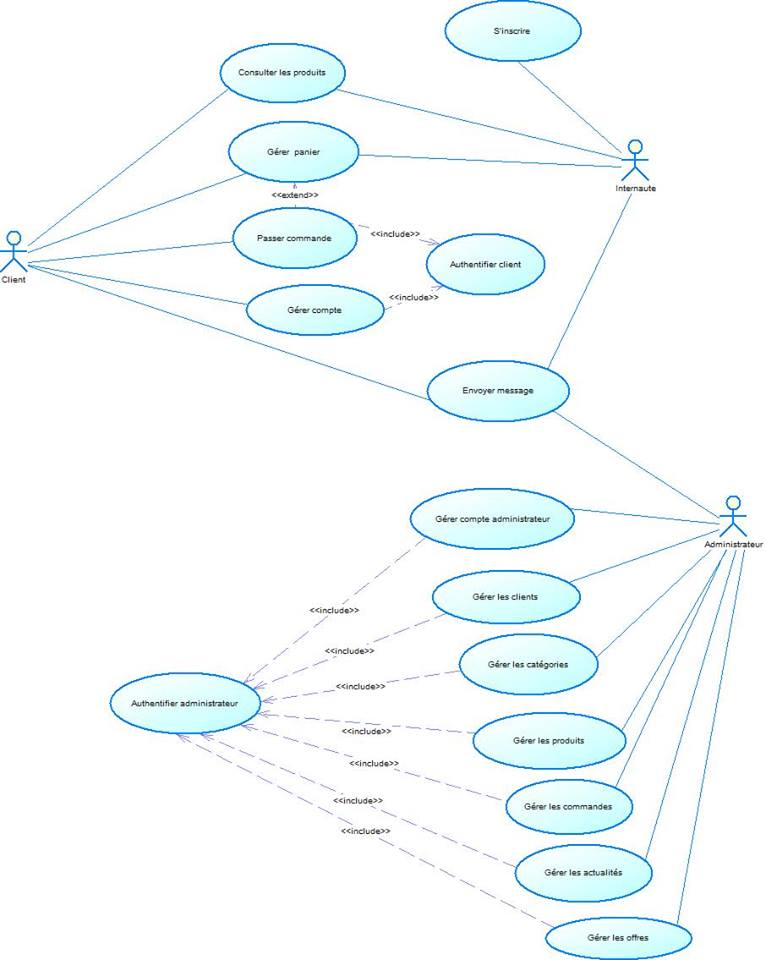 S'inscrire
Consulter les produits
Gérer panier
Internaute
<<extend>>
Passer commande
<<include>>
Authentifier client
Client
<<include>>
Gérer compte
Envoyer message
Gérer compte administrateur
Administrateur
Gérer les clients
<<include>>
<<include>>
Gérer les catégories
<<include>>
Authentifier administrateur
<<include>>
Gérer les produits
<<include>>
<<include>>
Gérer les commandes
<<include>>
Gérer les actualités
Gérer les offres